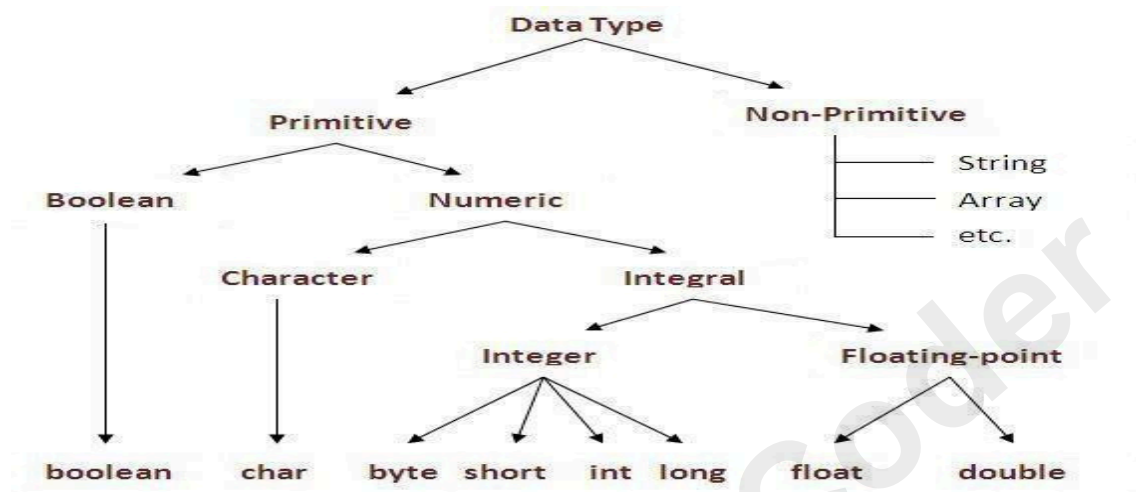 Data Type
Primitive
Non-Primitive
String
Boolean
Numeric
Array
etc.
Character
Integral
Integer
Floating-point
boolean
char
byte
short
int
long
float
double
Coder